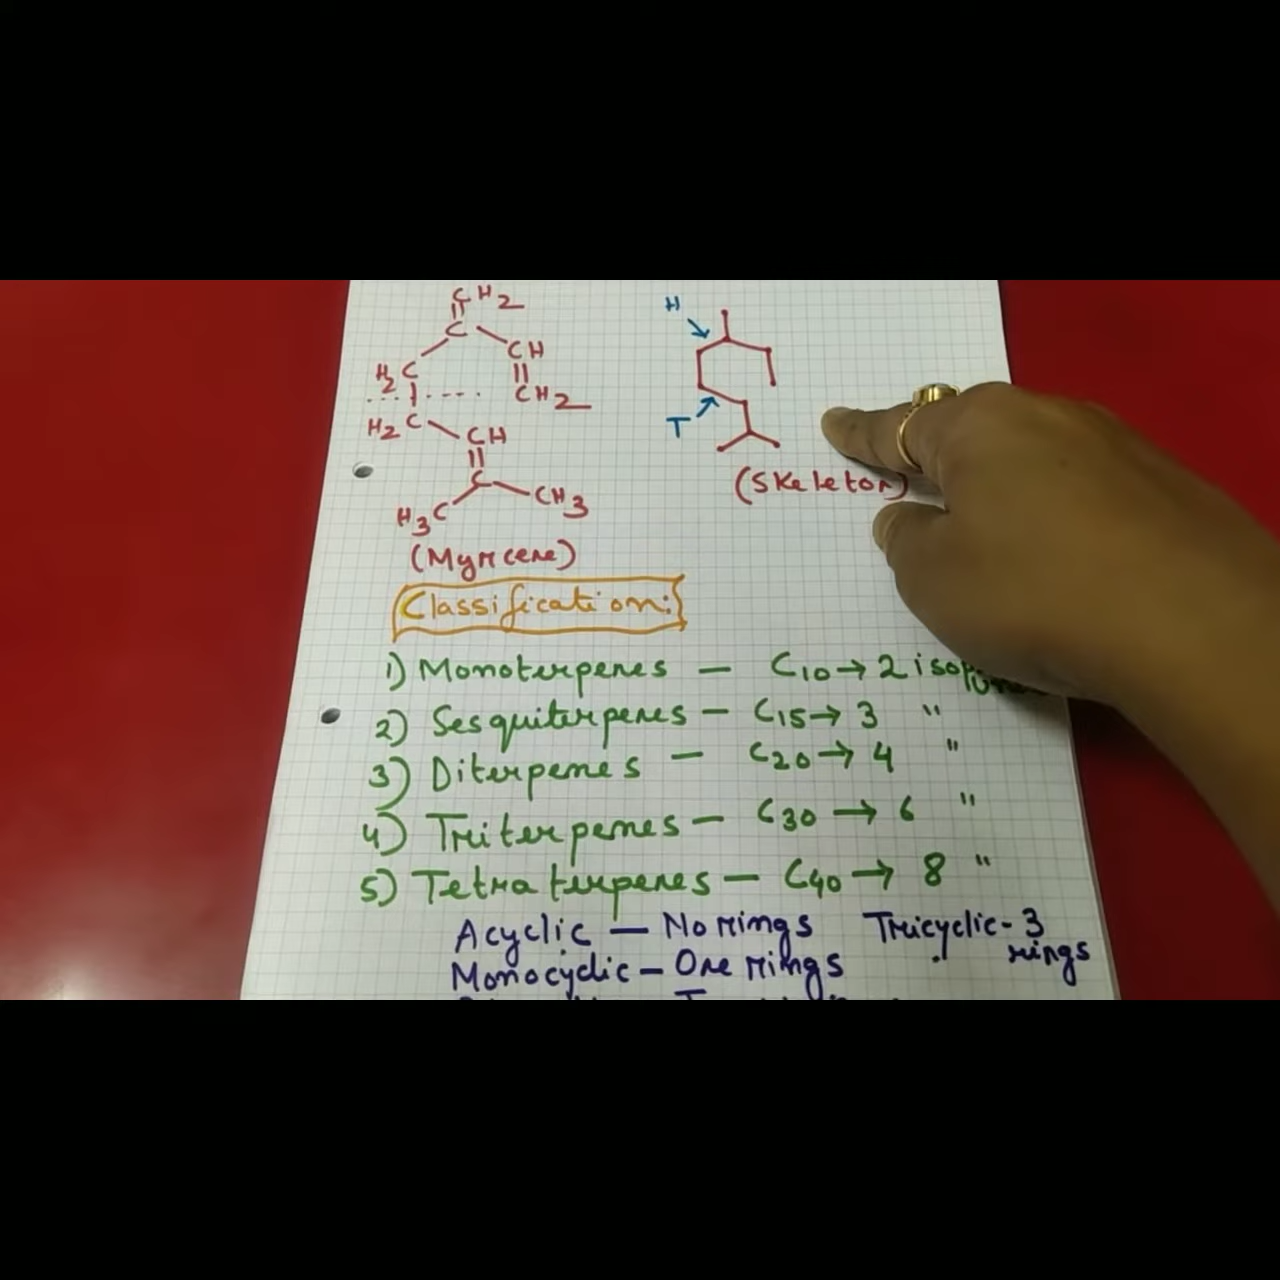 CH2
C
CH
H2C
CH2
H2C
CH
C
CH3
H3C
(Myrcene)
H
T
(Skeleton)
Classification:
1) Monoterpenes — C10 → 2 isoprene
2) Sesquiterpenes — C15 → 3 "
3) Diterpenes — C20 → 4 "
4) Triterpenes — C30 → 6 "
5) Tetraterpenes — C40 → 8 "
Acyclic — No rings Tricyclic - 3 rings
Monocyclic — One rings